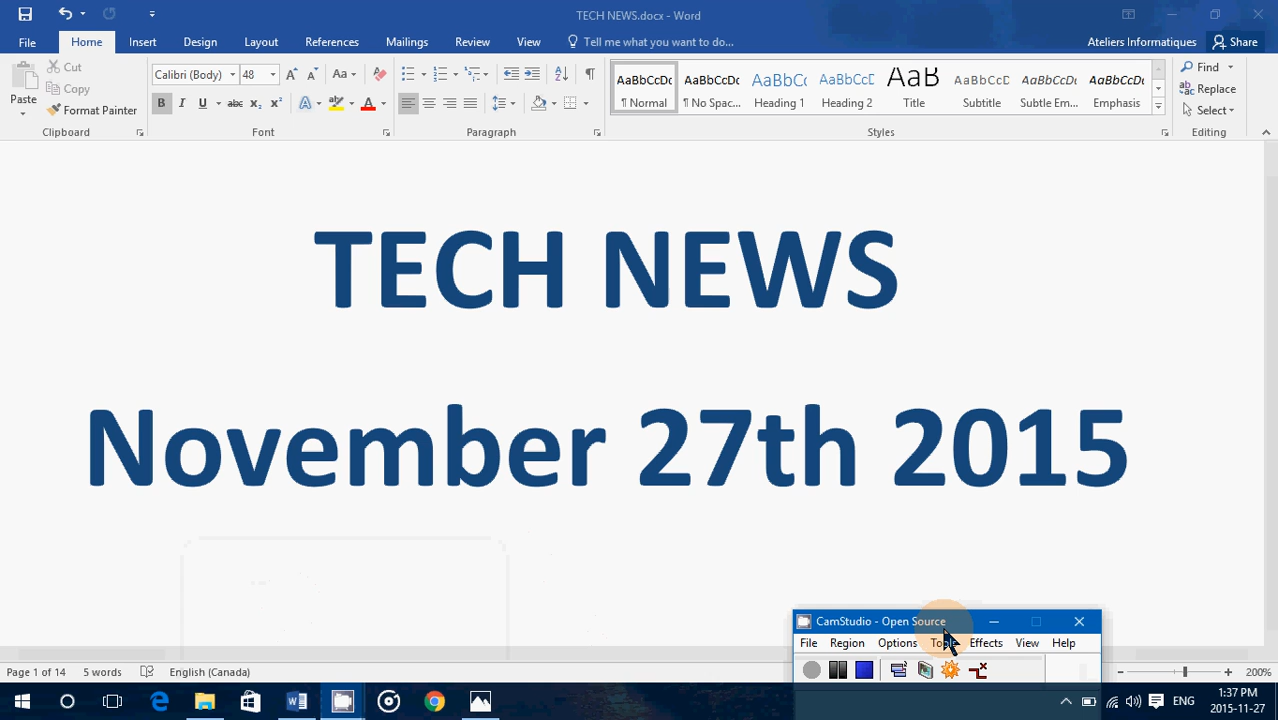 TECH NEWS.docx - Word
File Home Insert Design Layout References Mailings Review View Tell me what you want to do... Ateliers Informatiques Share
Paste
Cut
Copy
Format Painter
Clipboard
Calibri (Body) 48
Font
Paragraph
AaBbCcDc AaBbCcDc AaBbCc AaBbCcC AaB AaBbCcD AaBbCcDc AaBbCcDc
¶ Normal ¶ No Spac... Heading 1 Heading 2 Title Subtitle Subtle Em... Emphasis
Styles
Find
Replace
Select
Editing
TECH NEWS
November 27th 2015
CamStudio - Open Source
File Region Options Tools Effects View Help
Page 1 of 14 5 words English (Canada) 200%
ENG 1:37 PM
2015-11-27